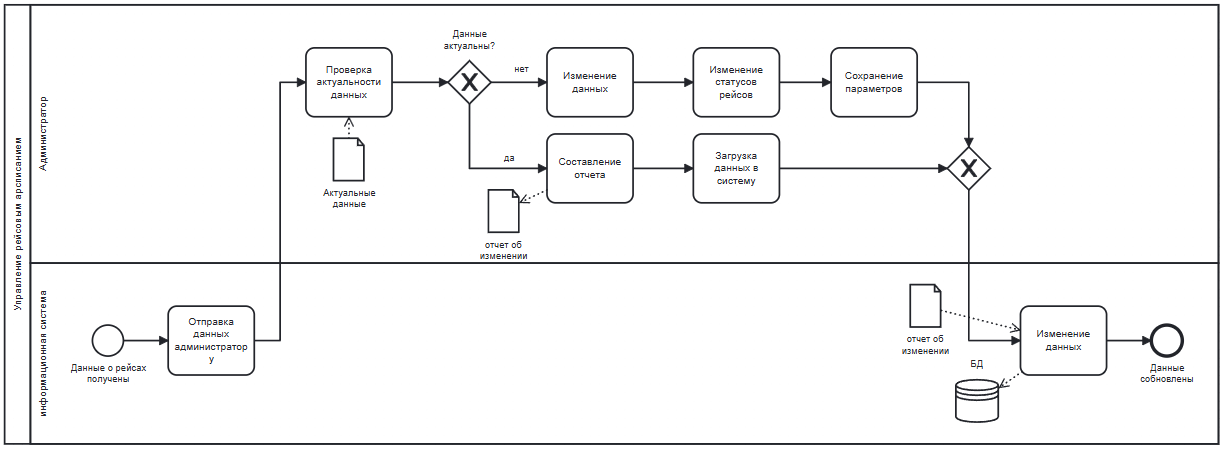 Управление рейсовым арсписанием
Администратор
Данные
актуальны?
Проверка
актуальности
данных
нет
Изменение
данных
Изменение
статусов
рейсов
Сохранение
параметров
да
Составление
отчета
Загрузка
данных в
систему
Актуальные
данные
отчет об
изменении
информационная система
Данные о рейсах
получены
Отправка
данных
администратор
у
отчет об
изменении
БД
Изменение
данных
Данные
собновлены